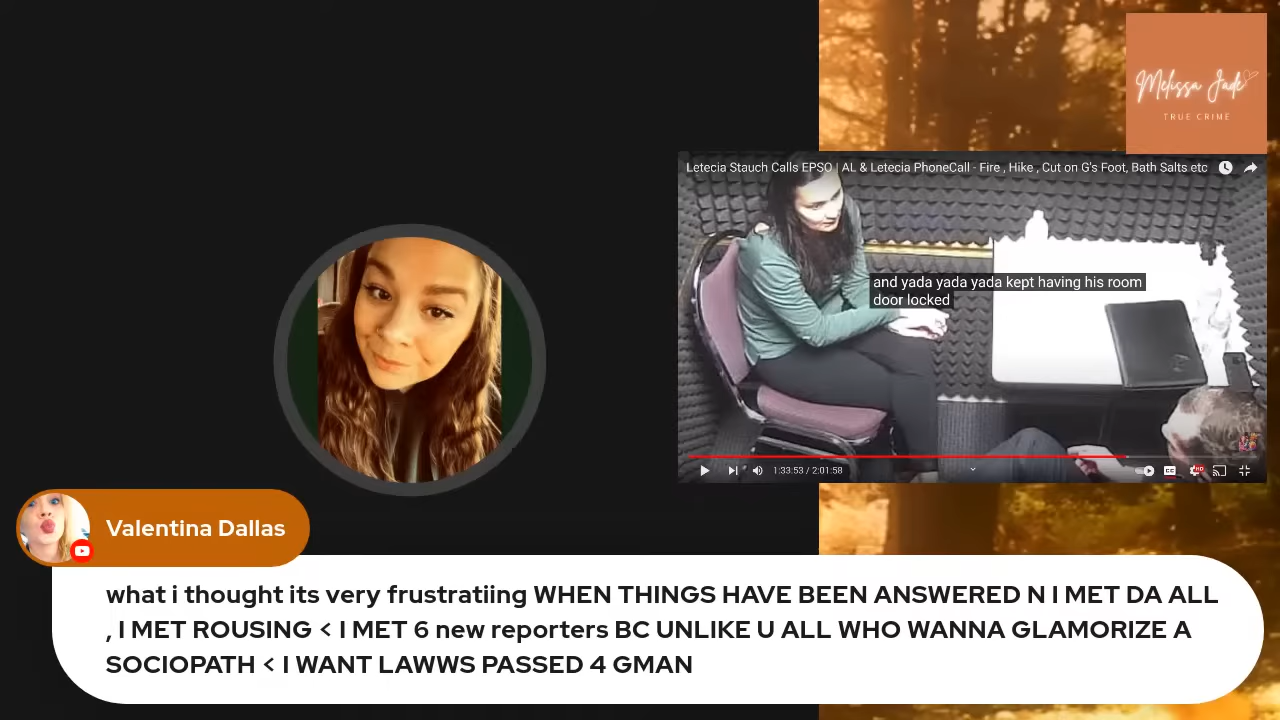 Melissa Jade
TRUE CRIME
Letecia Stauch Calls EPSO | AL & Letecia PhoneCall - Fire , Hike , Cut on G's Foot, Bath Salts etc
and yada yada yada kept having his room
door locked
1:33:53 / 2:01:58
CC
HD
Valentina Dallas
what i thought its very frustratiing WHEN THINGS HAVE BEEN ANSWERED N I MET DA ALL
, I MET ROUSING < I MET 6 new reporters BC UNLIKE U ALL WHO WANNA GLAMORIZE A
SOCIOPATH < I WANT LAWWS PASSED 4 GMAN